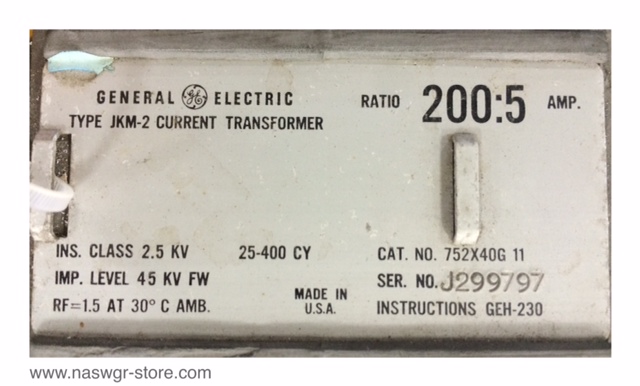 GENERAL GE ELECTRIC
TYPE JKM-2 CURRENT TRANSFORMER
RATIO 200:5 AMP.
INS. CLASS 2.5 KV 25-400 CY CAT. NO. 752X40G 11
IMP. LEVEL 45 KV FW SER. NO. J299797
RF=1.5 AT 30° C AMB. MADE IN U.S.A. INSTRUCTIONS GEH-230
www.naswgr-store.com